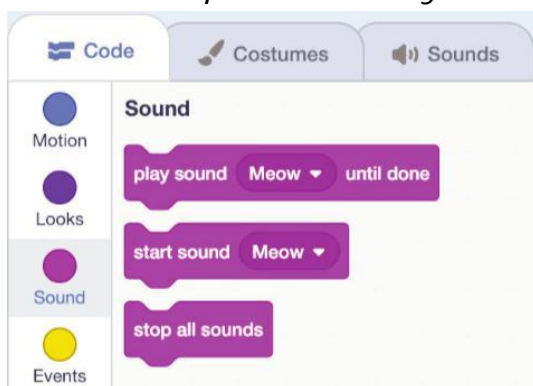 Code Costumes Sounds
Motion
Looks
Sound
Events
Sound
play sound Meow until done
start sound Meow
stop all sounds